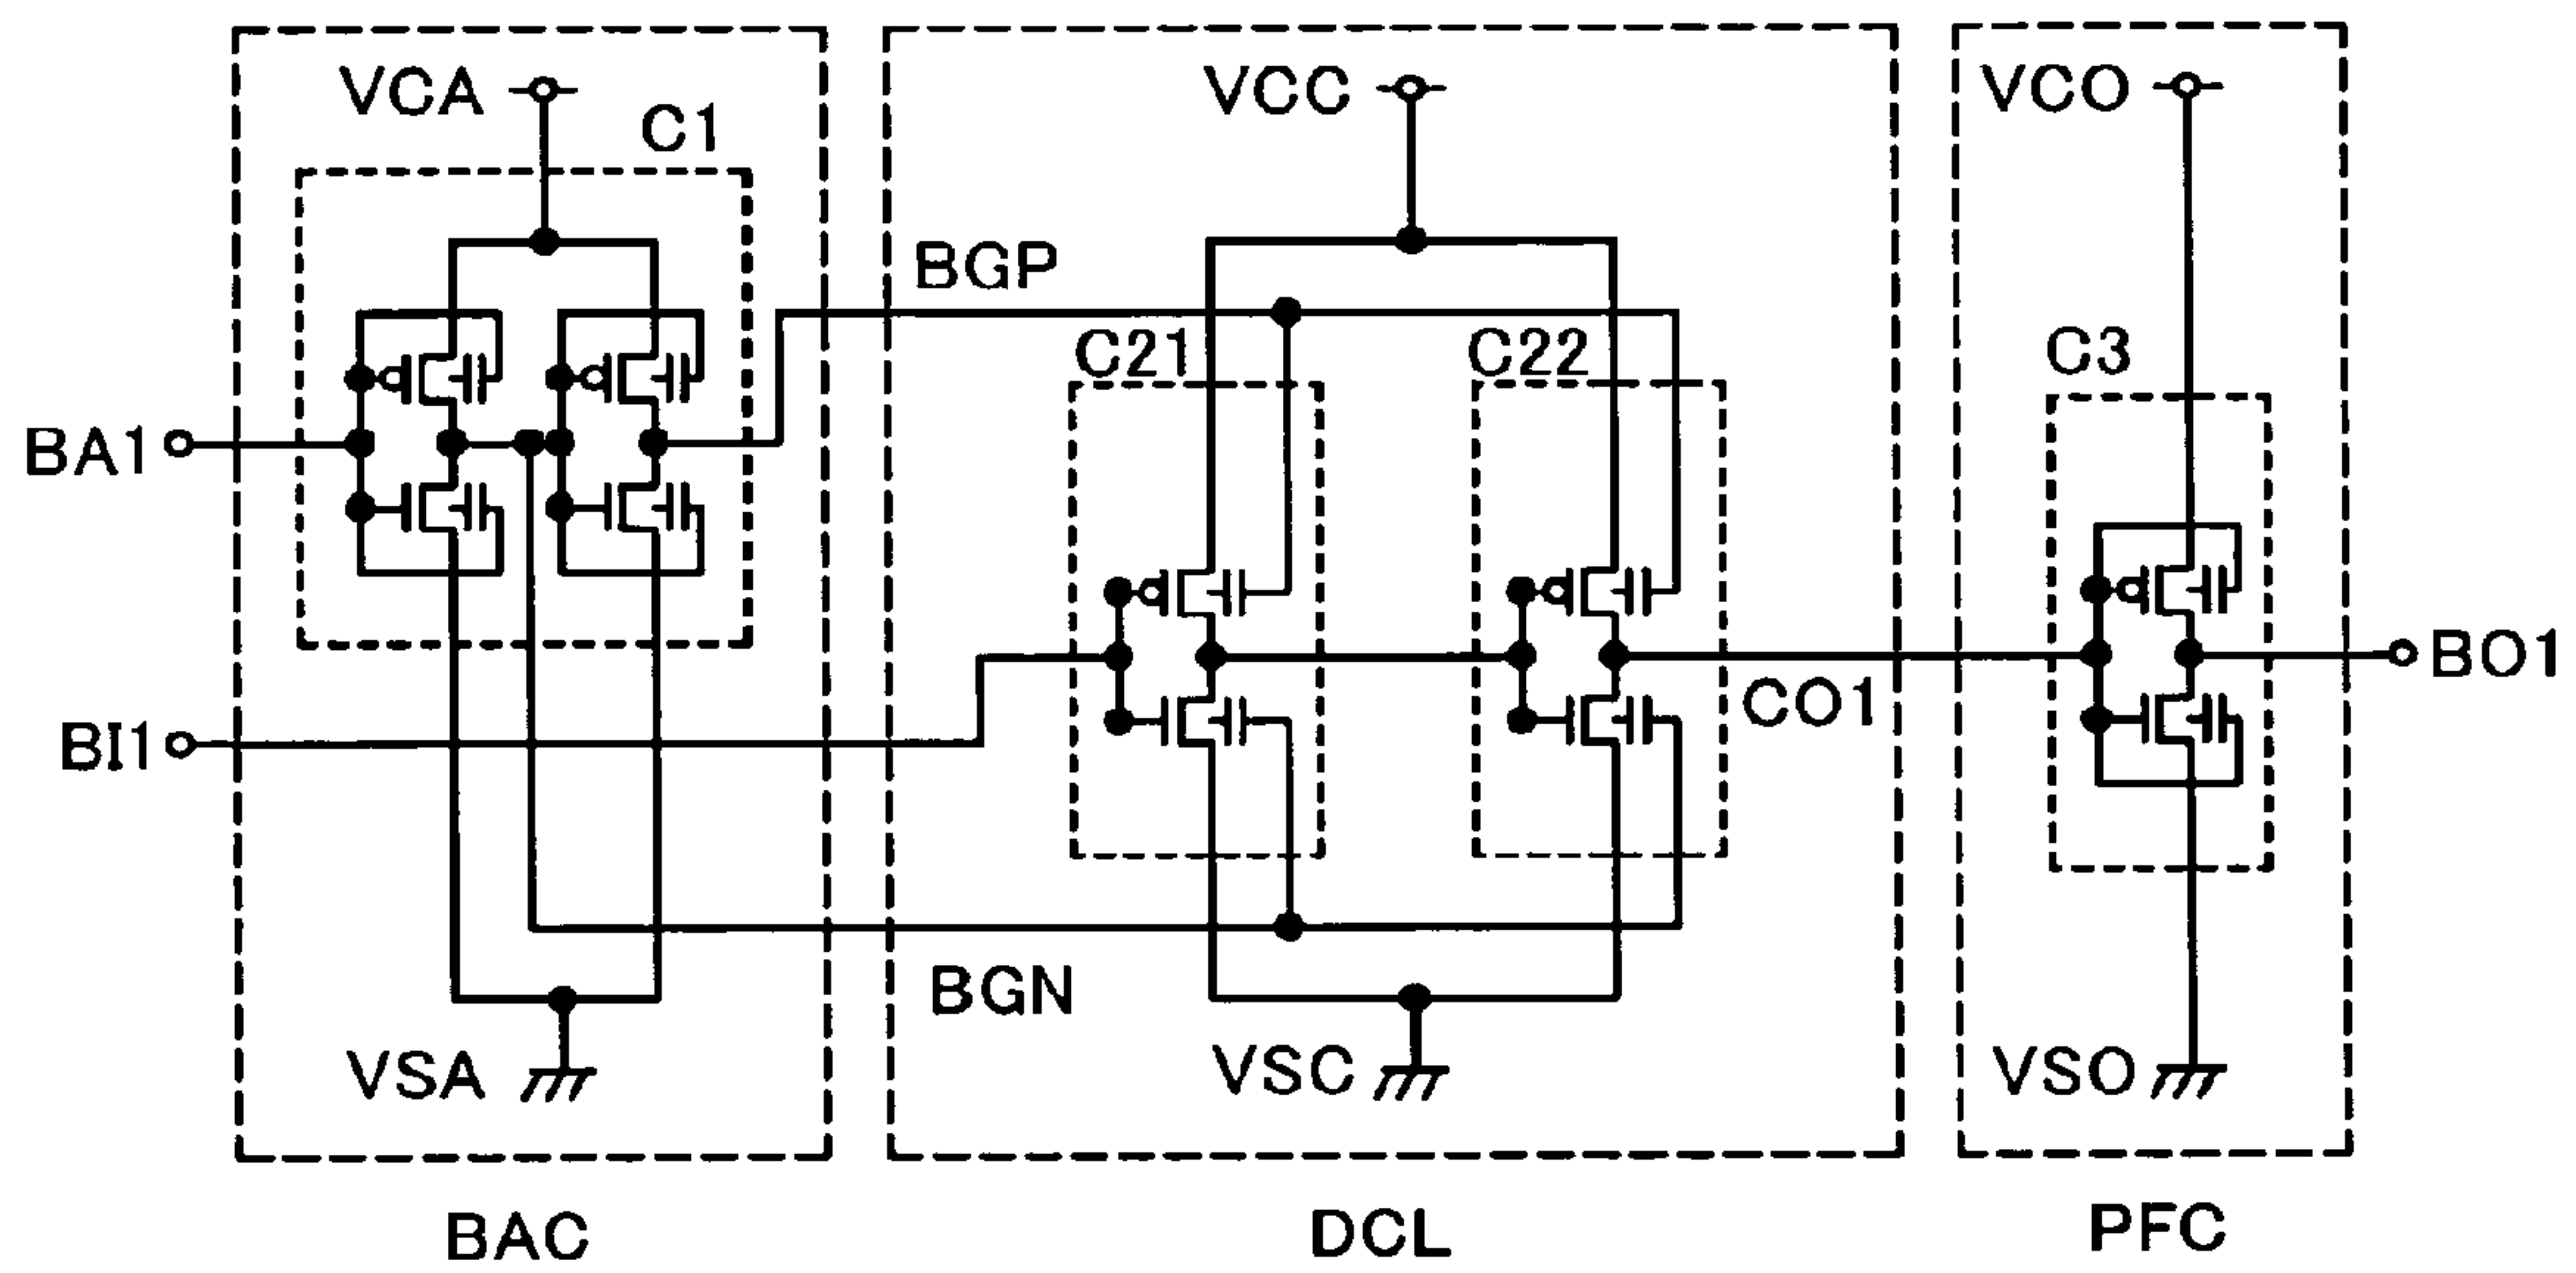 VCA
VCC
VCO
C1
BGP
C21
C22
C3
BA1
BO1
CO1
BI1
BGN
VSA
VSC
VSO
BAC
DCL
PFC